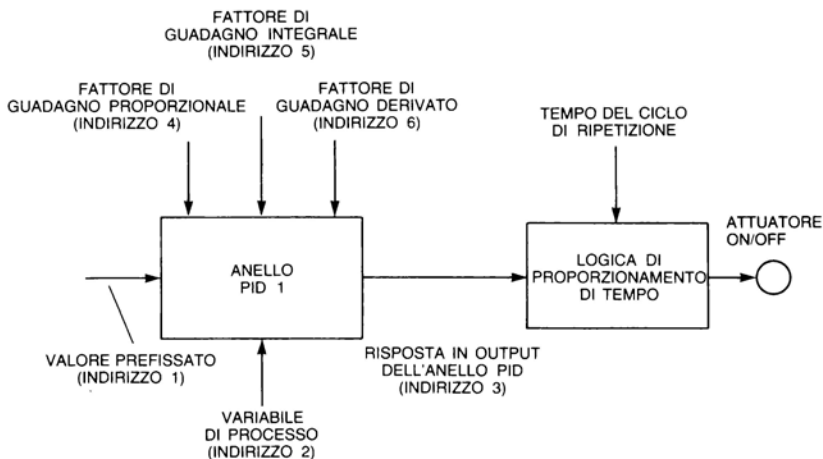 FATTORE DI
GUADAGNO INTEGRALE
(INDIRIZZO 5)
FATTORE DI
GUADAGNO PROPORZIONALE
(INDIRIZZO 4)
FATTORE DI
GUADAGNO DERIVATO
(INDIRIZZO 6)
TEMPO DEL CICLO
DI RIPETIZIONE
ATTUATORE
ON/OFF
ANELLO
PID 1
LOGICA DI
PROPORZIONAMENTO
DI TEMPO
VALORE PREFISSATO
(INDIRIZZO 1)
RISPOSTA IN OUTPUT
DELL'ANELLO PID
(INDIRIZZO 3)
VARIABILE
DI PROCESSO
(INDIRIZZO 2)